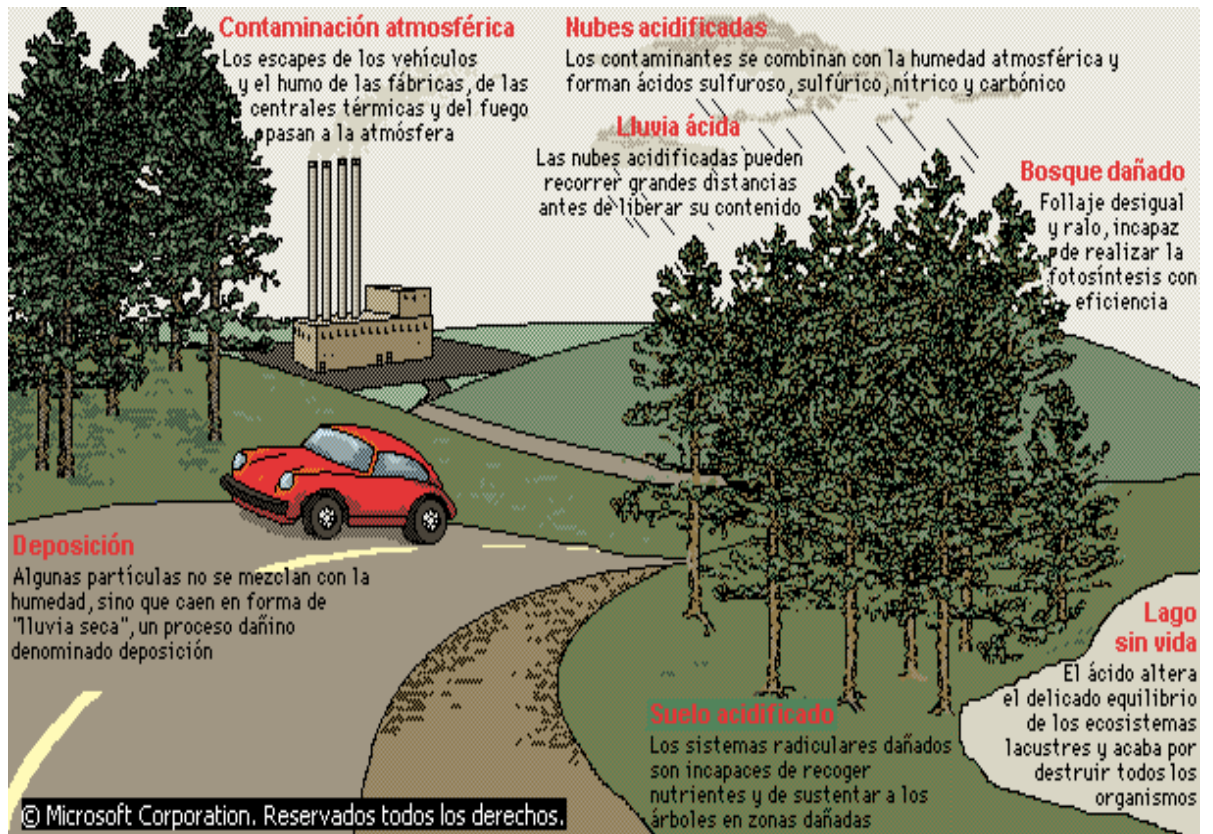 Contaminación atmosférica
Los escapes de los vehículos
y el humo de las fábricas, de las
centrales térmicas y del fuego
pasan a la atmósfera
Nubes acidificadas
Los contaminantes se combinan con la humedad atmosférica y
forman ácidos sulfuroso, sulfúrico, nítrico y carbónico
Lluvia ácida
Las nubes acidificadas pueden
recorrer grandes distancias
antes de liberar su contenido
Bosque dañado
Follaje desigual
y ralo, incapaz
de realizar la
fotosíntesis con
eficiencia
Deposición
Algunas partículas no se mezclan con la
humedad, sino que caen en forma de
"lluvia seca", un proceso dañino
denominado deposición
Lago
sin vida
El ácido altera
el delicado equilibrio
de los ecosistemas
lacustres y acaba por
destruir todos los
organismos
Suelo acidificado
Los sistemas radiculares dañados
son incapaces de recoger
nutrientes y de sustentar a los
árboles en zonas dañadas
© Microsoft Corporation. Reservados todos los derechos.